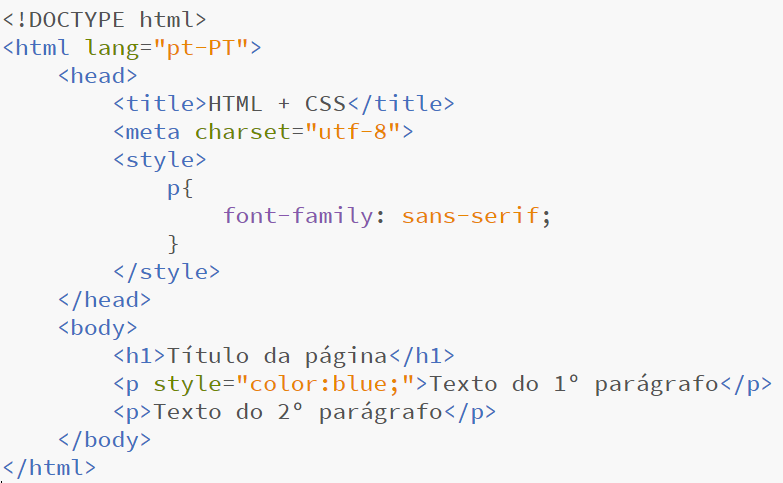 <!DOCTYPE html>
<html lang="pt-PT">
    <head>
        <title>HTML + CSS</title>
        <meta charset="utf-8">
        <style>
            p{
                font-family: sans-serif;
            }
        </style>
    </head>
    <body>
        <h1>Título da página</h1>
        <p style="color:blue;">Texto do 1º parágrafo</p>
        <p>Texto do 2º parágrafo</p>
    </body>
</html>